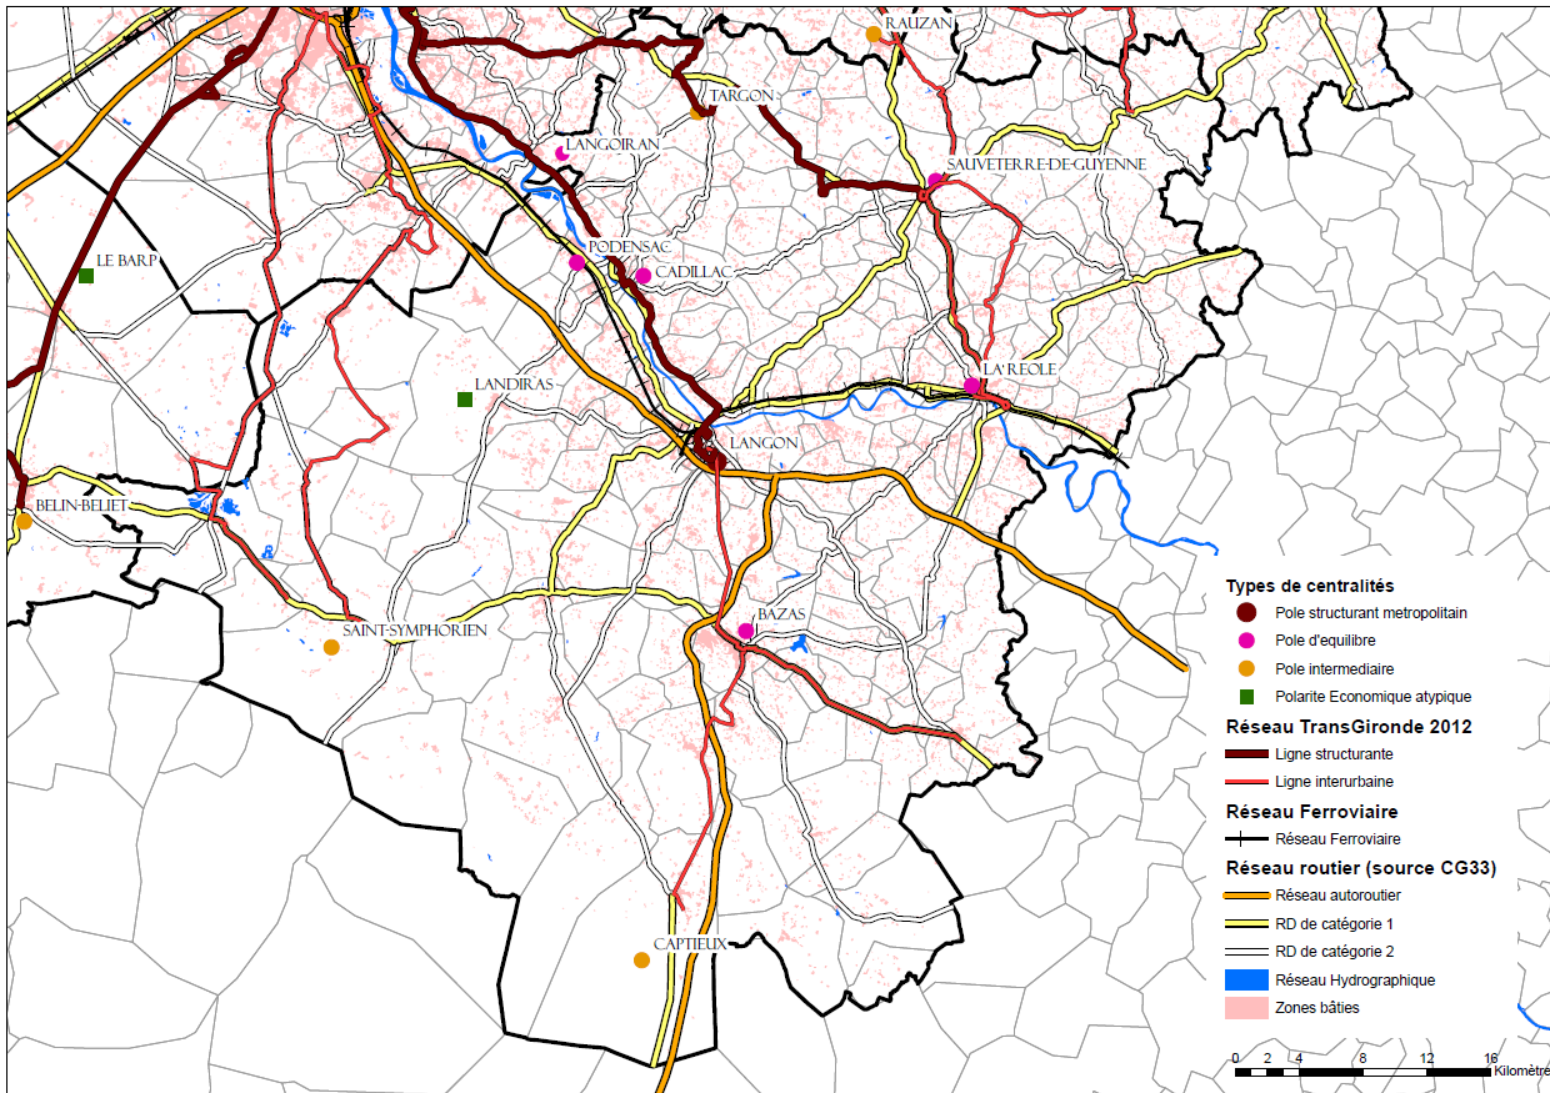 RAUZAN
TARGON
LANGOIRAN
SAUVETERRE-DE-GUYENNE
PODENSAC
LE BARP
CADILLAC
LA REOLE
LANDIRAS
LANGON
BELIN-BELIET
BAZAS
SAINT-SYMPHORIEN
CAPTIEUX
Types de centralités
Pole structurant metropolitain
Pole d'equilibre
Pole intermediaire
Polarite Economique atypique
Réseau TransGironde 2012
Ligne structurante
Ligne interurbaine
Réseau Ferroviaire
Réseau Ferroviaire
Réseau routier (source CG33)
Réseau autoroutier
RD de catégorie 1
RD de catégorie 2
Réseau Hydrographique
Zones bâties
0 2 4 8 12 16
Kilomètre